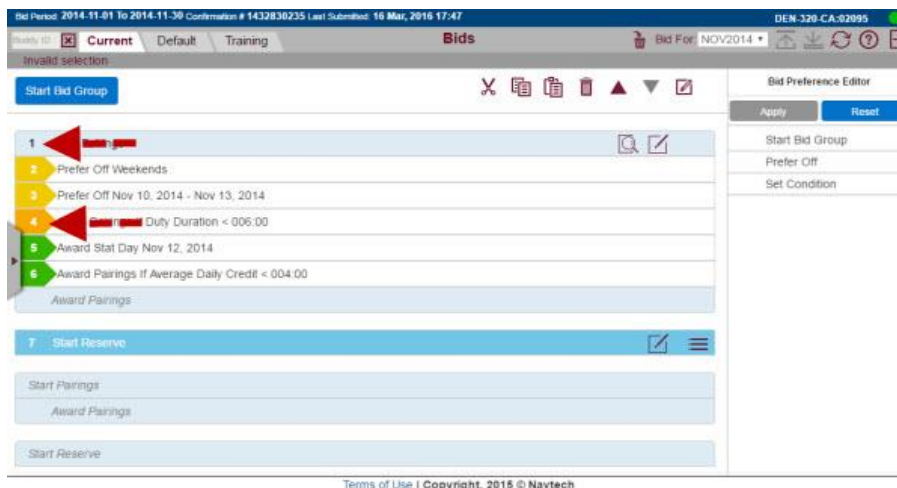 Bid Period: 2014-11-01 To 2014-11-30 Confirmation # 1432830235 Last Submitted: 16 Mar, 2016 17:47 DEN-320-CA:02095
Buddy ID Current Default Training Bids Bid For: NOV2014
Invalid selection
Start Bid Group Bid Preference Editor
Apply Reset
1
Start Bid Group
2 Prefer Off Weekends
Prefer Off
3 Prefer Off Nov 10, 2014 - Nov 13, 2014
Set Condition
4 Duty Duration < 006:00
5 Award Stat Day Nov 12, 2014
6 Award Pairings If Average Daily Credit < 004:00
Award Pairings
7 Start Reserve
Start Pairings
Award Pairings
Start Reserve
Terms of Use | Copyright, 2015 © Navtech